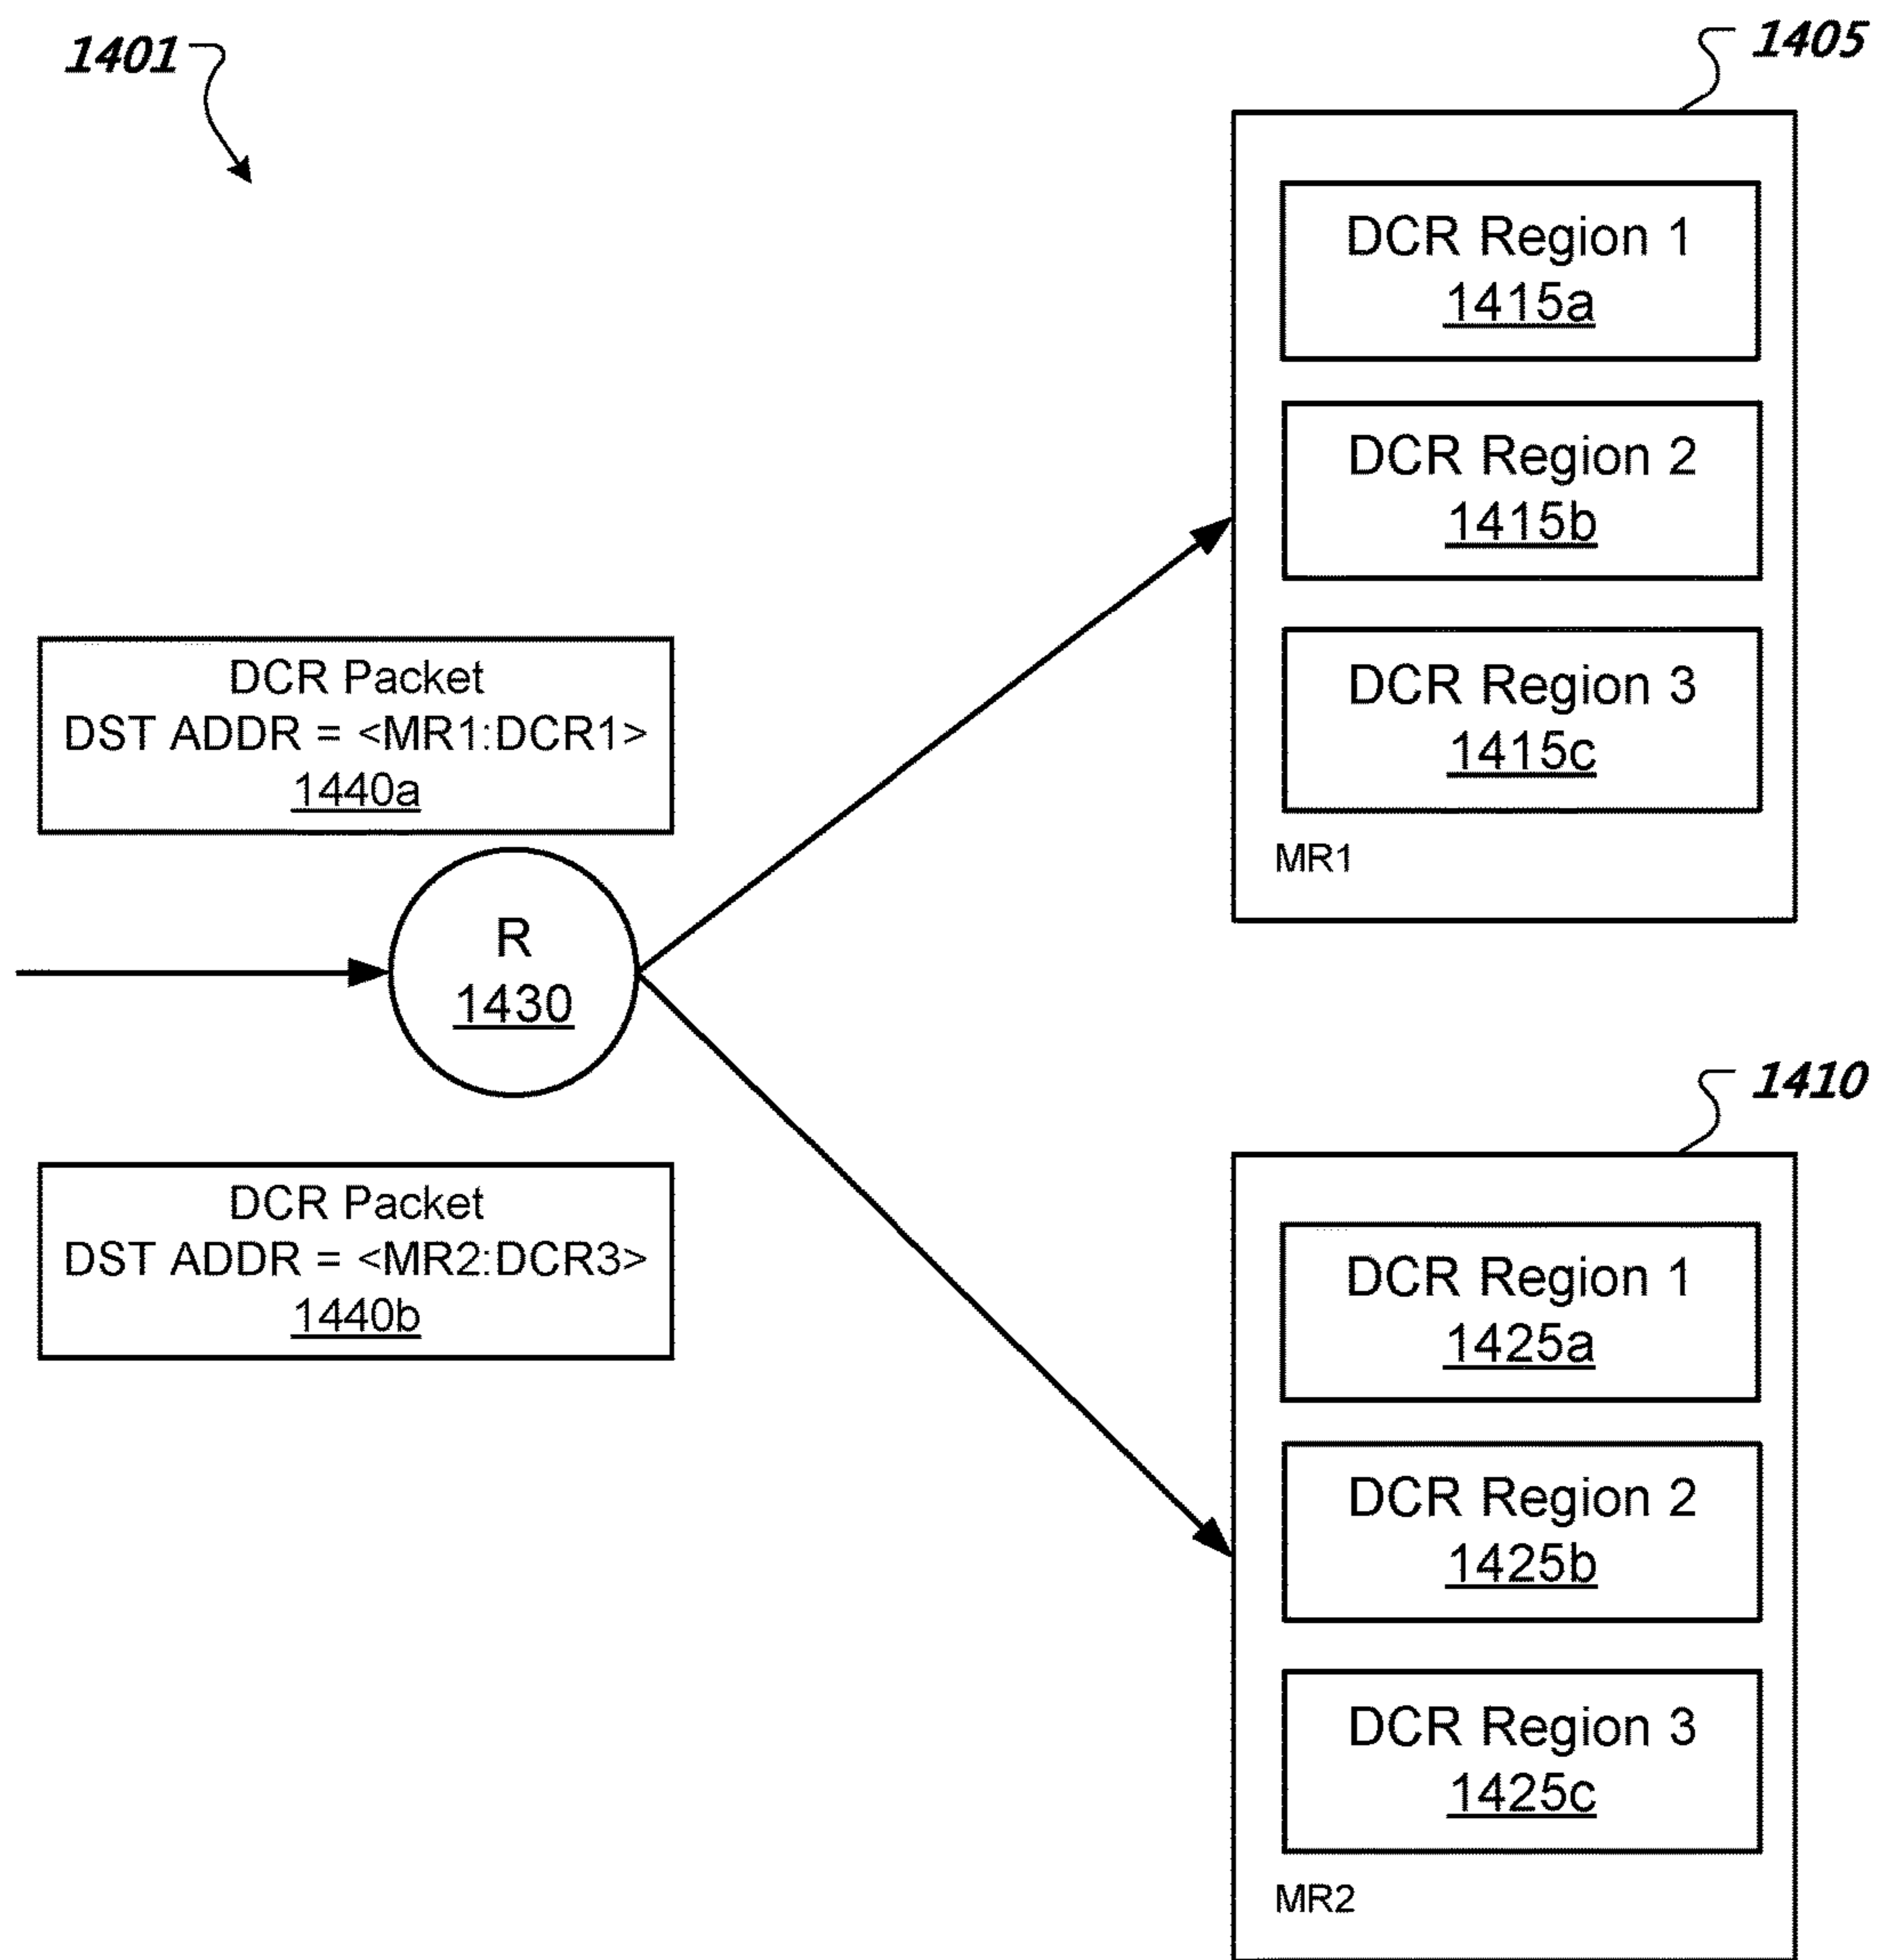 1401
1405
DCR Region 1
1415a
DCR Region 2
1415b
DCR Region 3
1415c
MR1
DCR Packet
DST ADDR = <MR1:DCR1>
1440a
R
1430
DCR Packet
DST ADDR = <MR2:DCR3>
1440b
1410
DCR Region 1
1425a
DCR Region 2
1425b
DCR Region 3
1425c
MR2